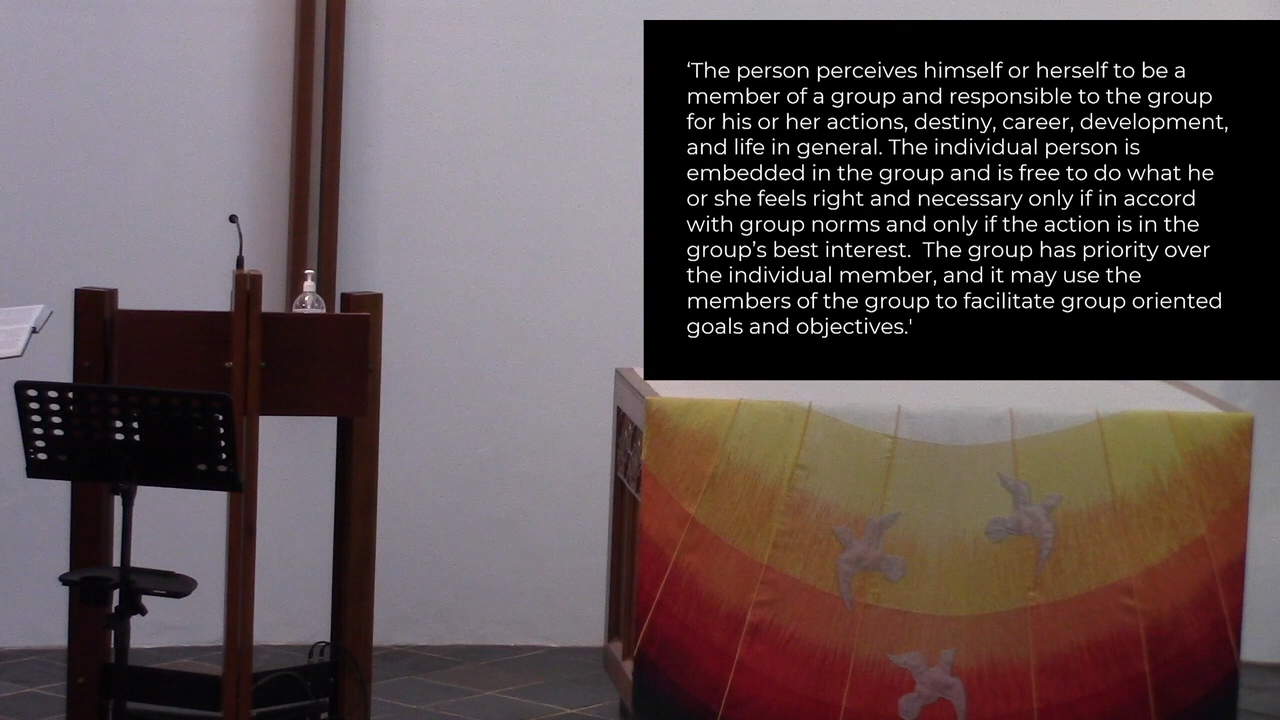 ‘The person perceives himself or herself to be a
member of a group and responsible to the group
for his or her actions, destiny, career, development,
and life in general. The individual person is
embedded in the group and is free to do what he
or she feels right and necessary only if in accord
with group norms and only if the action is in the
group’s best interest.  The group has priority over
the individual member, and it may use the
members of the group to facilitate group oriented
goals and objectives.'